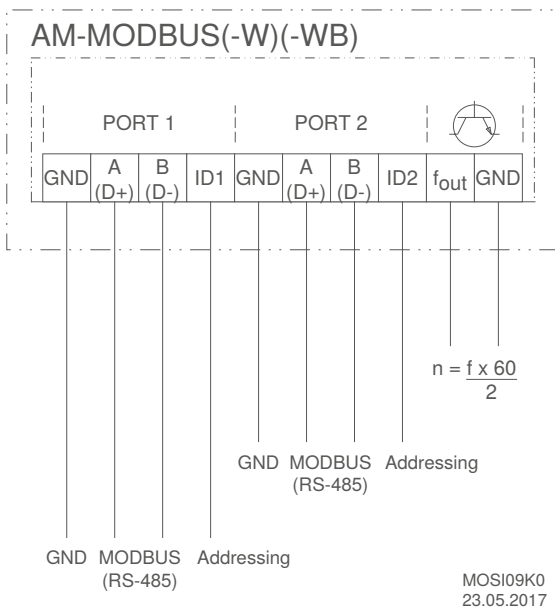 AM-MODBUS(-W)(-WB)
PORT 1 PORT 2
GND A (D+) B (D-) ID1 GND A (D+) B (D-) ID2 fout GND
n = f x 60
2
GND MODBUS Addressing
(RS-485)
GND MODBUS Addressing
(RS-485)
MOSI09K0
23.05.2017